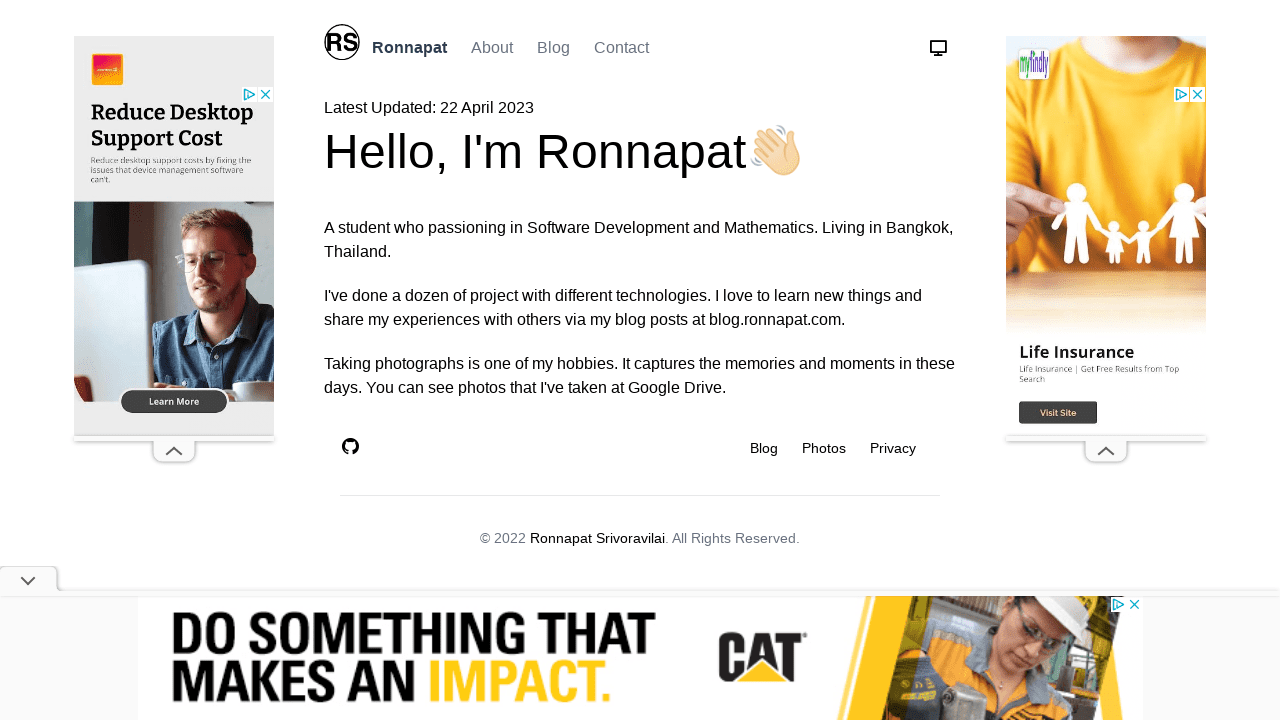 RS
Ronnapat
About
Blog
Contact
Latest Updated: 22 April 2023
Hello, I'm Ronnapat👋🏻
A student who passioning in Software Development and Mathematics. Living in Bangkok,
Thailand.
I've done a dozen of project with different technologies. I love to learn new things and
share my experiences with others via my blog posts at blog.ronnapat.com.
Taking photographs is one of my hobbies. It captures the memories and moments in these
days. You can see photos that I've taken at Google Drive.
Blog
Photos
Privacy
© 2022 Ronnapat Srivoravilai. All Rights Reserved.
Reduce Desktop
Support Cost
Reduce desktop support costs by fixing the
issues that device management software
can't.
Learn More
myfindly
Life Insurance
Life Insurance | Get Free Results from Top
Search
Visit Site
DO SOMETHING THAT
MAKES AN IMPACT.
CAT